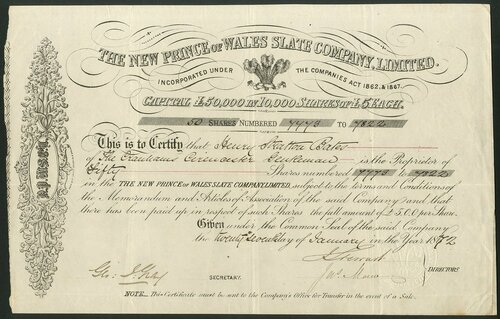 THE NEW PRINCE OF WALES SLATE COMPANY, LIMITED.
INCORPORATED UNDER THE COMPANIES ACT 1862, & 1867.
CAPITAL £50,000 IN 10,000 SHARES OF £5 EACH.
50 SHARES NUMBERED 7773 TO 7822
This is to Certify that Henry Bates
of The Cirencester Gentleman is the Proprietor of
Fifty Shares numbered 7773 to 7822
in the THE NEW PRINCE OF WALES SLATE COMPANY LIMITED, subject to the terms and Conditions of
the Memorandum and Articles of Association of the said Company and that
there has been paid up in respect of such Shares the full amount of £5.0.0 per Share.
Given under the Common Seal of the said Company
the twenty seventh day of January in the Year 1872
Geo.
SECRETARY.
DIRECTORS
NOTE. This Certificate must be sent to the Company's Office for Transfer in the event of a Sale.